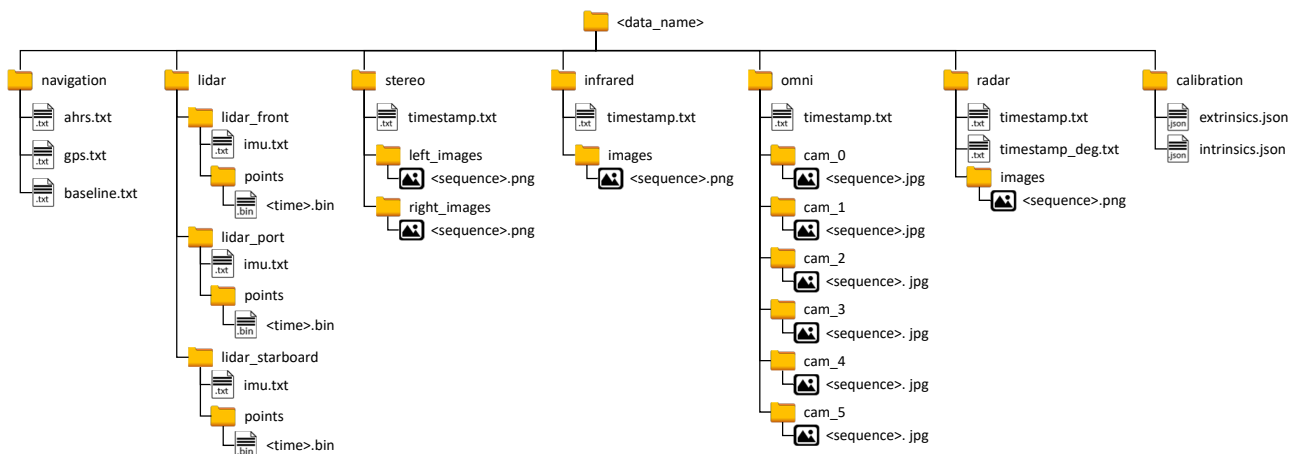 <data_name>
navigation
.txt ahrs.txt
.txt gps.txt
.txt baseline.txt
lidar
lidar_front
.txt imu.txt
points
.bin <time>.bin
lidar_port
.txt imu.txt
points
.bin <time>.bin
lidar_starboard
.txt imu.txt
points
.bin <time>.bin
stereo
.txt timestamp.txt
left_images
<sequence>.png
right_images
<sequence>.png
infrared
.txt timestamp.txt
images
<sequence>.png
omni
.txt timestamp.txt
cam_0
<sequence>.jpg
cam_1
<sequence>.jpg
cam_2
<sequence>. jpg
cam_3
<sequence>. jpg
cam_4
<sequence>. jpg
cam_5
<sequence>. jpg
radar
.txt timestamp.txt
.txt timestamp_deg.txt
images
<sequence>.png
calibration
.json extrinsics.json
.json intrinsics.json